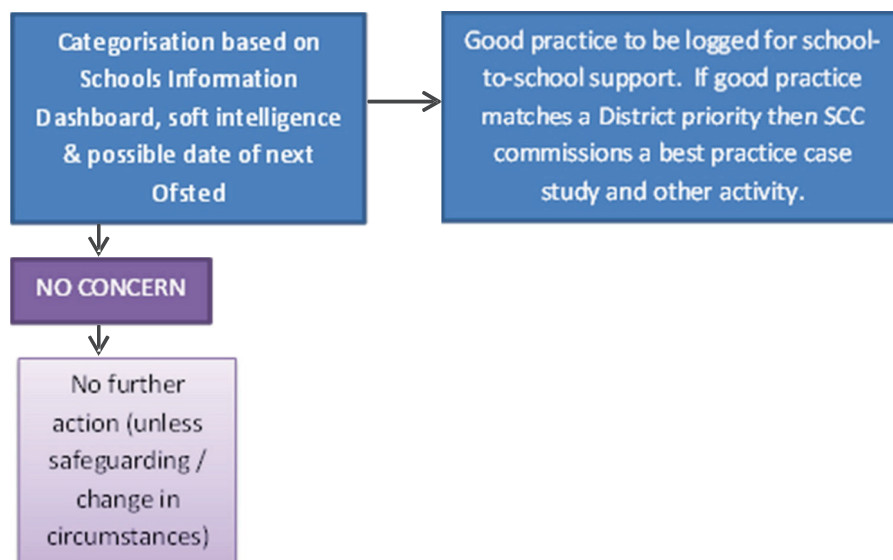 Categorisation based on
Schools Information
Dashboard, soft intelligence
& possible date of next
Ofsted
Good practice to be logged for school-
to-school support. If good practice
matches a District priority then SCC
commissions a best practice case
study and other activity.
NO CONCERN
No further
action (unless
safeguarding /
change in
circumstances)